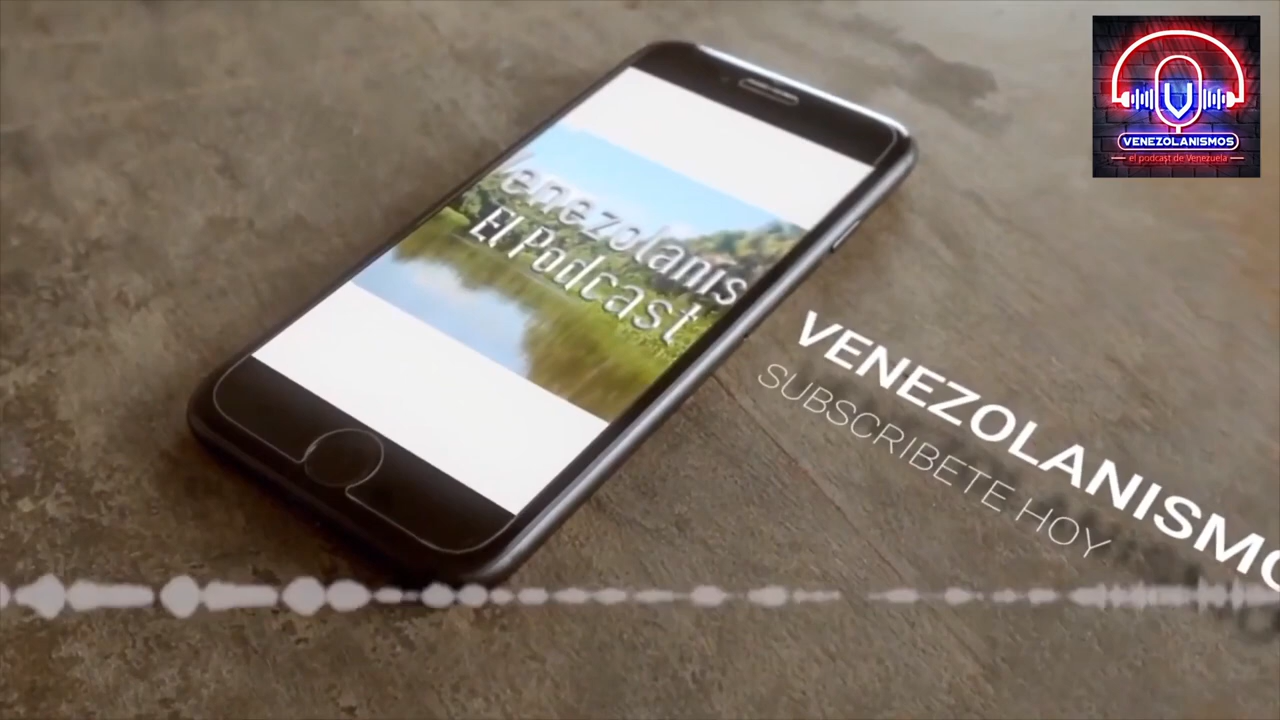 V
VENEZOLANISMOS
el podcast de Venezuela
Venezolanis
El Podcast
VENEZOLANISMO
SUBSCRIBETE HOY